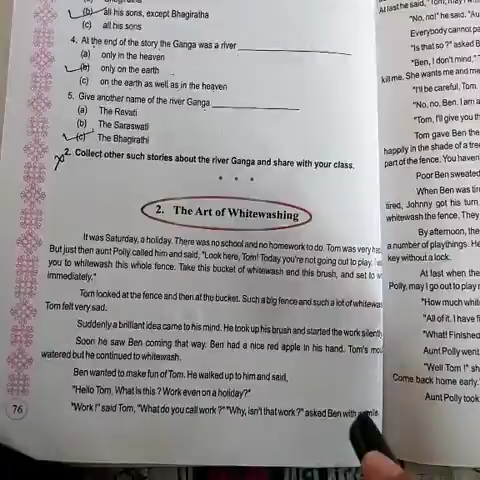 (b) all his sons, except Bhagiratha
(c) all his sons
4. At the end of the story the Ganga was a river
(a) only in the heaven
(b) only on the earth
(c) on the earth as well as in the heaven
5. Give another name of the river Ganga
(a) The Revati
(b) The Saraswati
(c) The Bhagirathi
2. Collect other such stories about the river Ganga and share with your class.
2. The Art of Whitewashing
It was Saturday, a holiday. There was no school and no homework to do. Tom was very
But just then aunt Polly called him and said, "Look here, Tom! Today you're not going out to play.
you to whitewash this whole fence. Take this bucket of whitewash and this brush, and set to
immediately."
Tom looked at the fence and then at the bucket. Such a big fence and such a lot of
Tom felt very sad.
Suddenly a brilliant idea came to his mind. He took up his brush and started the work silently
Soon he saw Ben coming that way. Ben had a nice red apple in his hand. Tom's
watered but he continued to whitewash.
Ben wanted to make fun of Tom. He walked up to him and said,
"Hello Tom, What is this ? Work even on a holiday?"
"Work !" said Tom, "What do you call work ?" "Why, isn't that work ?" asked Ben with
76
At last he said, "Tom,
"No, no!" he said.
Everybody cannot
"Is that so ?" asked
"Ben, I don't mind,"
kill me. She wants me and
"I'll be careful, Tom.
"No, no, Ben. I am
"Tom, I'll give you
Tom gave Ben the
happily in the shade of a
part of the fence. You
Poor Ben sweated
When Ben was
tired, Johnny got his turn
whitewash the fence. They
By afternoon, the
a number of playthings. He
key without a lock.
At last when the
Polly, may I go out to play
"How much
"All of it. I have
"What! Finished
Aunt Polly went
"Well Tom !"
Come back home early.
Aunt Polly took